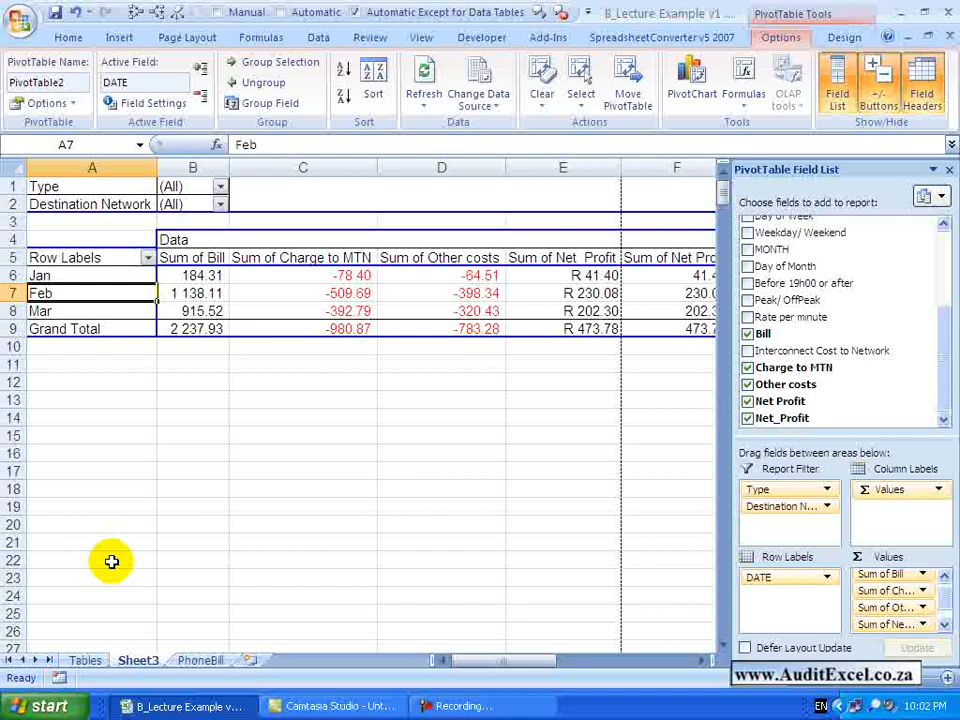 Manual Automatic Automatic Except for Data Tables B_Lecture Example v1 ... PivotTable Tools
Home Insert Page Layout Formulas Data Review View Developer Add-Ins SpreadsheetConverter v5 2007 Options Design
PivotTable Name: Active Field: Group Selection
PivotTable2 DATE Ungroup
Options Field Settings Group Field Sort Refresh Change Data Source Clear Select Move PivotTable PivotChart Formulas OLAP tools Field List +/- Buttons Field Headers
PivotTable Active Field Group Sort Data Actions Tools Show/Hide
A7 fx Feb
A B C D E F
1 Type (All)
2 Destination Network (All)
3
4 Data
5 Row Labels Sum of Bill Sum of Charge to MTN Sum of Other costs Sum of Net Profit Sum of Net Pro
6 Jan 184.31 -78.40 -64.51 R 41.40 41.4
7 Feb 1 138.11 -509.69 -398.34 R 230.08 230.0
8 Mar 915.52 -392.79 -320.43 R 202.30 202.3
9 Grand Total 2 237.93 -980.87 -783.28 R 473.78 473.7
10
11
12
13
14
15
16
17
18
19
20
21
22
23
24
25
26
27
PivotTable Field List
Choose fields to add to report:
Day of Week
Weekday/ Weekend
MONTH
Day of Month
Before 19h00 or after
Peak/ OffPeak
Rate per minute
Bill
Interconnect Cost to Network
Charge to MTN
Other costs
Net Profit
Net_Profit
Drag fields between areas below:
Report Filter Column Labels
Type Σ Values
Destination N...
Row Labels Σ Values
DATE Sum of Bill
Sum of Ch...
Sum of Ot...
Sum of Ne...
Defer Layout Update Update
Tables Sheet3 PhoneBill
Ready
www.AuditExcel.co.za
start B_Lecture Example v... Camtasia Studio - Unt... Recording... EN 10:02 PM